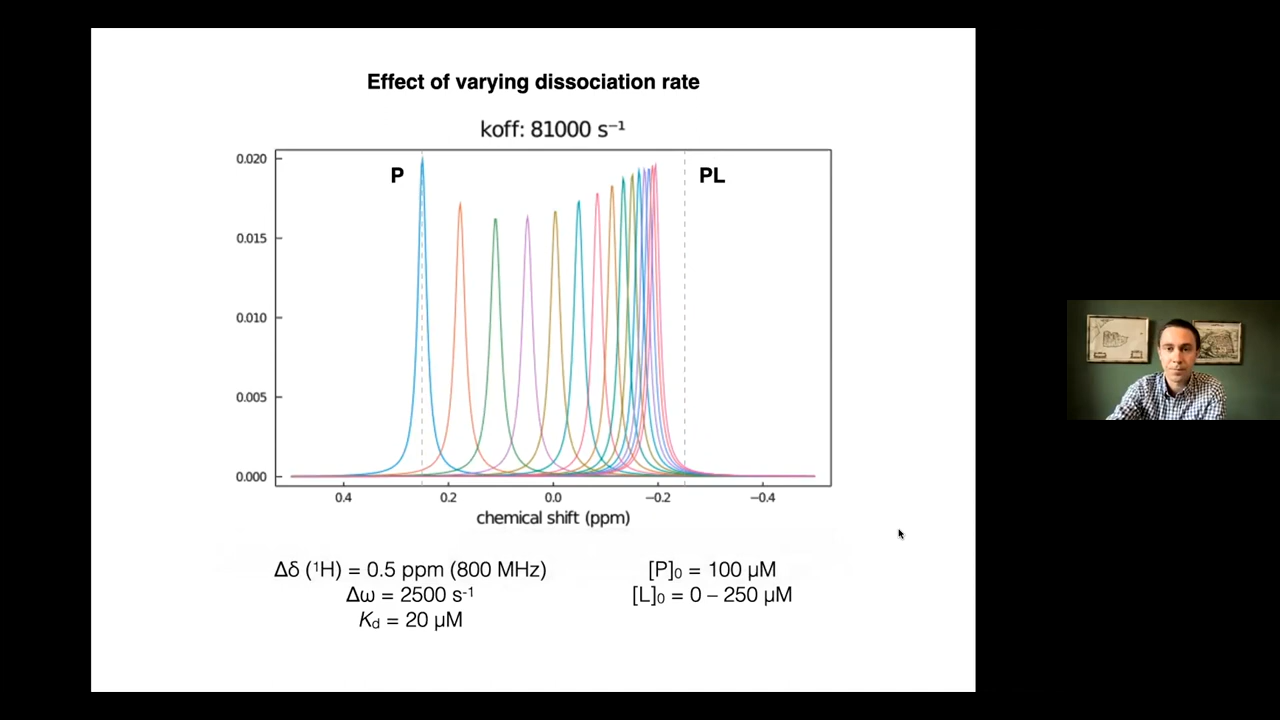 Effect of varying dissociation rate
koff: 81000 s⁻¹
P
PL
0.020
0.015
0.010
0.005
0.000
0.4
0.2
0.0
−0.2
−0.4
chemical shift (ppm)
Δδ (¹H) = 0.5 ppm (800 MHz)
Δω = 2500 s⁻¹
Kd = 20 μM
[P]₀ = 100 μM
[L]₀ = 0 – 250 μM